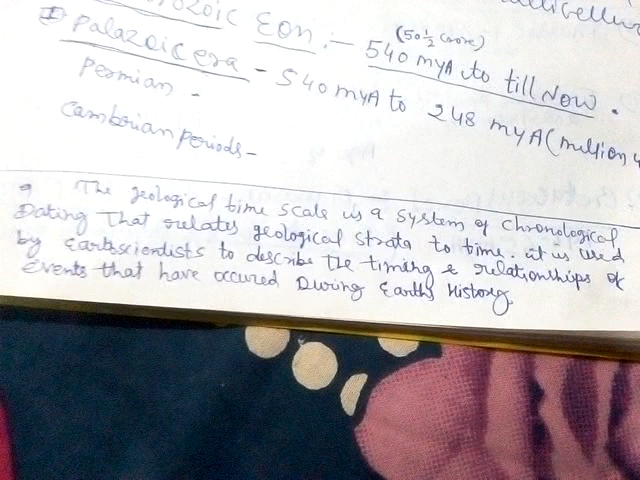 ozoic Eon :- 540 mYA to till Now .
(50½ crore)
I Palazoic era - 540 mYA to 248 mYA (million
Permian -
Cambrian Periods -
The geological time scale is a system of chronological
Dating That relates geological strata to time. it is used
by Earthscientists to describe The timing & relationships of
Events that have occured During Earths History.